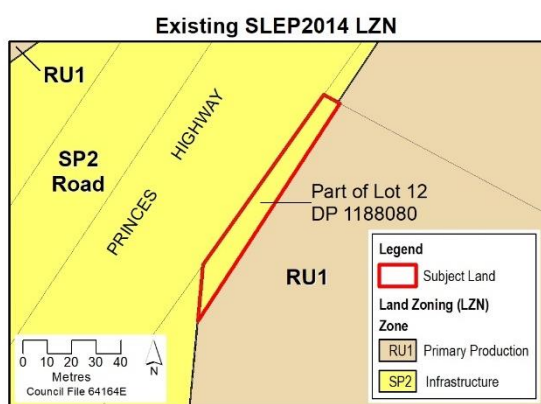 Existing SLEP2014 LZN
RU1
SP2
Road
PRINCES HIGHWAY
Part of Lot 12
DP 1188080
RU1
Legend
Subject Land
Land Zoning (LZN)
Zone
RU1 Primary Production
SP2 Infrastructure
0 10 20 30 40
Metres
Council File 64164E
N